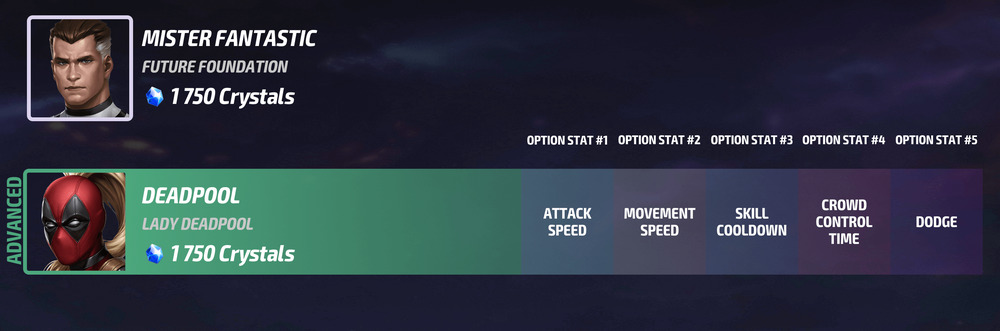 MISTER FANTASTIC
FUTURE FOUNDATION
1 750 Crystals
OPTION STAT #1 OPTION STAT #2 OPTION STAT #3 OPTION STAT #4 OPTION STAT #5
ADVANCED
DEADPOOL
LADY DEADPOOL
1 750 Crystals
ATTACK
SPEED
MOVEMENT
SPEED
SKILL
COOLDOWN
CROWD
CONTROL
TIME
DODGE